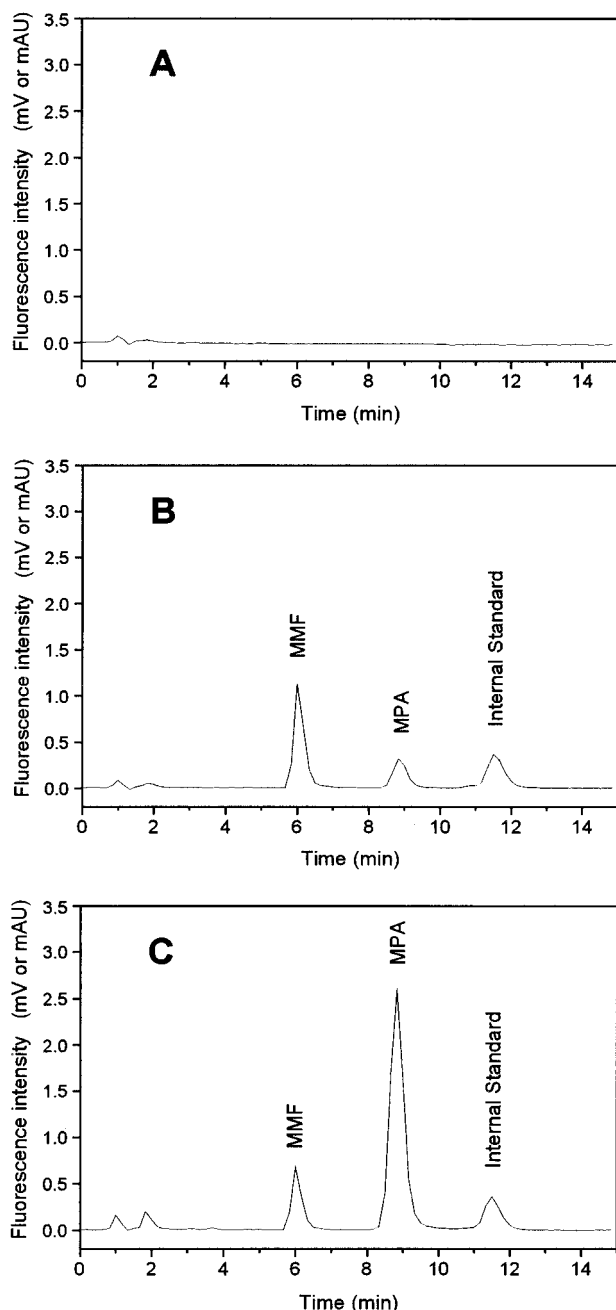 A
Fluorescence intensity (mV or mAU)
3.5
3.0
2.5
2.0
1.5
1.0
0.5
0.0
0 2 4 6 8 10 12 14
Time (min)
B
Fluorescence intensity (mV or mAU)
3.5
3.0
2.5
2.0
1.5
1.0
0.5
0.0
MMF
MPA
Internal Standard
0 2 4 6 8 10 12 14
Time (min)
C
Fluorescence intensity (mV or mAU)
3.5
3.0
2.5
2.0
1.5
1.0
0.5
0.0
MMF
MPA
Internal Standard
0 2 4 6 8 10 12 14
Time (min)